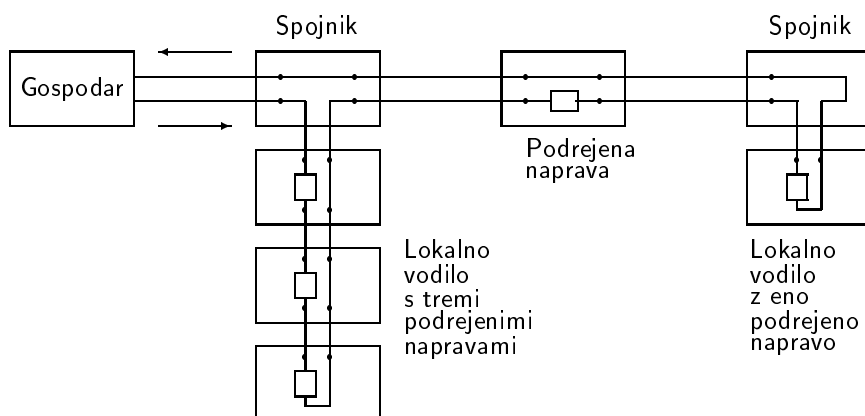 Spojnik
Spojnik
Gospodar
Podrejena
naprava
Lokalno
vodilo
s tremi
podrejenimi
napravami
Lokalno
vodilo
z eno
podrejeno
napravo